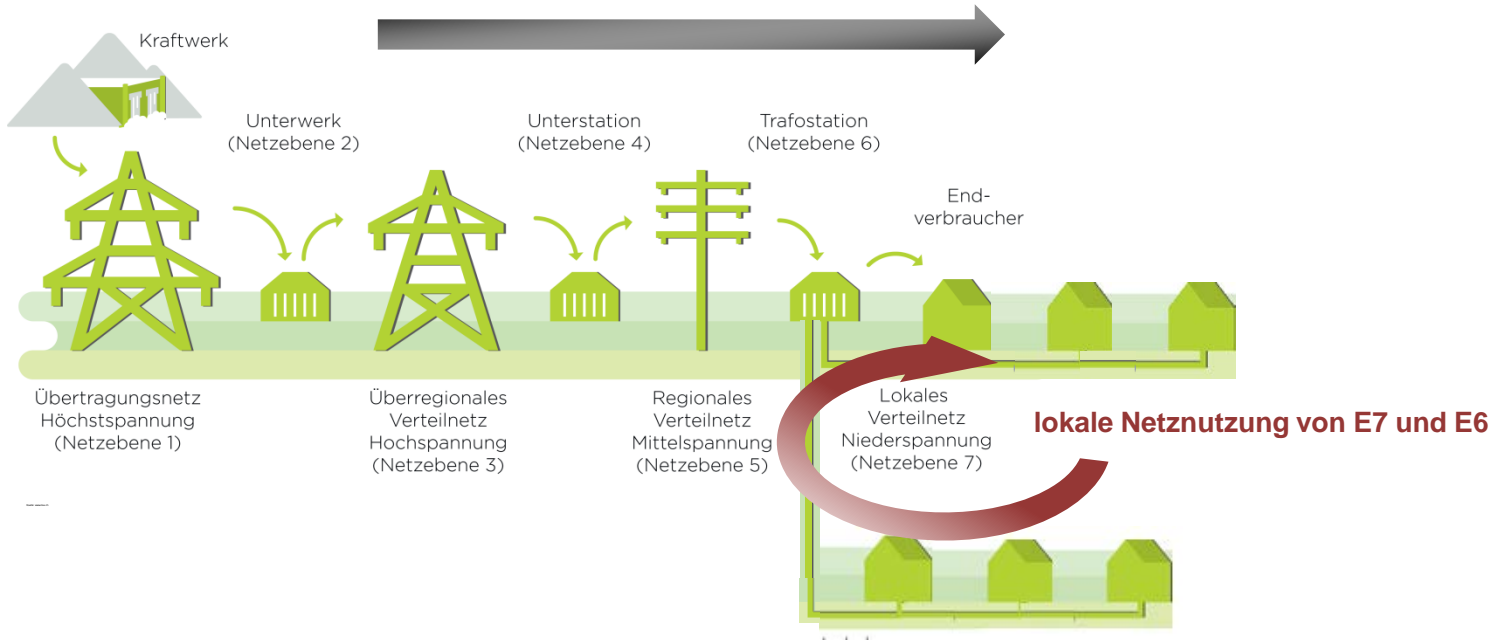 Kraftwerk
Unterwerk
(Netzebene 2)
Unterstation
(Netzebene 4)
Trafostation
(Netzebene 6)
End-
verbraucher
Übertragungsnetz
Höchstspannung
(Netzebene 1)
Überregionales
Verteilnetz
Hochspannung
(Netzebene 3)
Regionales
Verteilnetz
Mittelspannung
(Netzebene 5)
Lokales
Verteilnetz
Niederspannung
(Netzebene 7)
lokale Netznutzung von E7 und E6